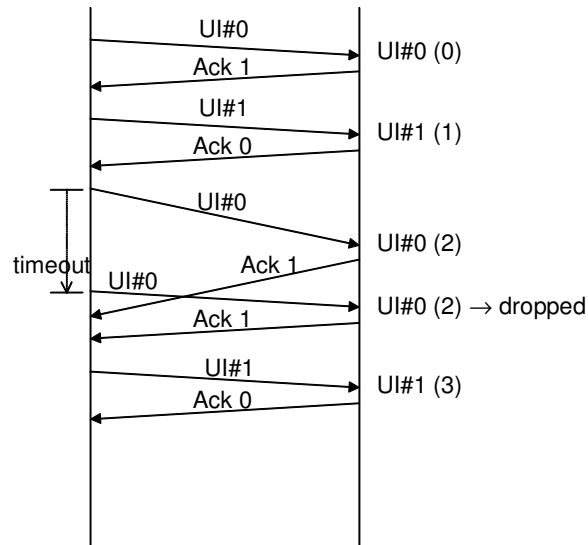 UI#0
UI#0 (0)
Ack 1
UI#1
UI#1 (1)
Ack 0
UI#0
UI#0 (2)
Ack 1
timeout
UI#0
UI#0 (2) → dropped
Ack 1
UI#1
UI#1 (3)
Ack 0